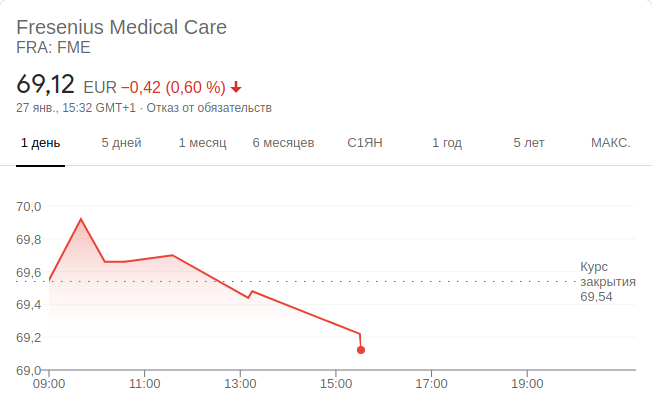 Fresenius Medical Care
FRA: FME
69,12 EUR −0,42 (0,60 %)
27 янв., 15:32 GMT+1 · Отказ от обязательств
1 день 5 дней 1 месяц 6 месяцев С1ЯН 1 год 5 лет МАКС.
70,0
69,8
69,6
69,4
69,2
69,0
Курс
закрытия
69,54
09:00 11:00 13:00 15:00 17:00 19:00